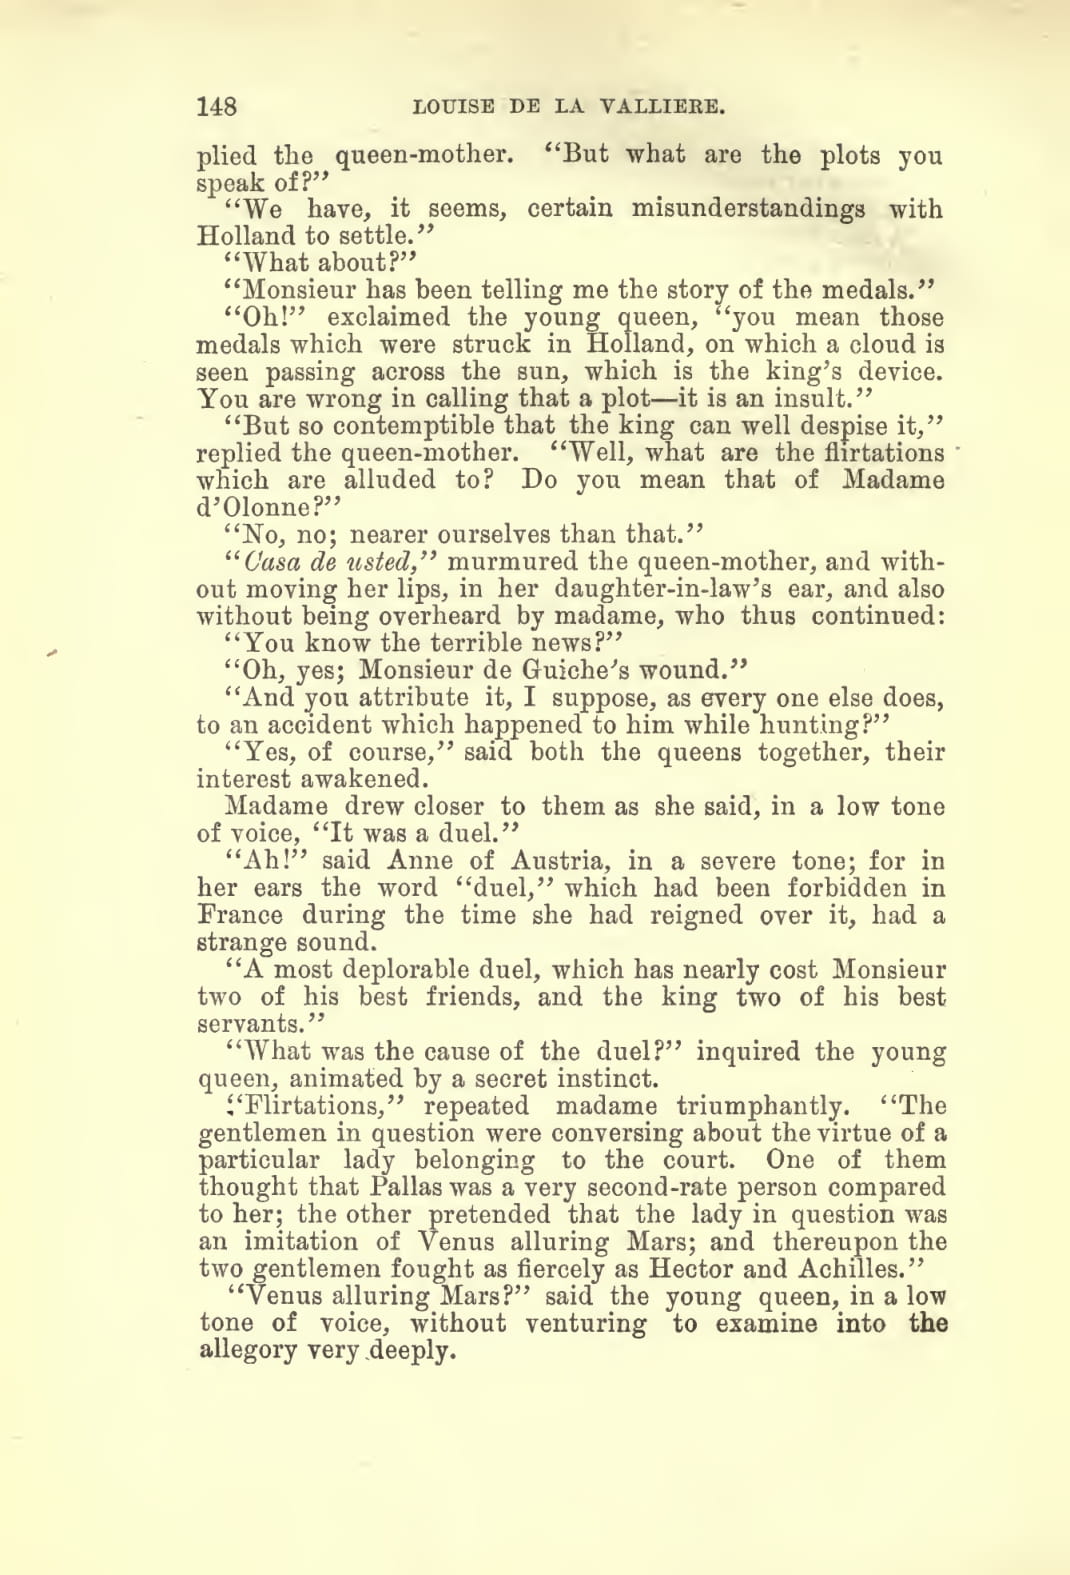 148 LOUISE DE LA VALLIERE.
plied the queen-mother. “But what are the plots you
speak of?”
“We have, it seems, certain misunderstandings with
Holland to settle.”
“What about?”
“Monsieur has been telling me the story of the medals.”
“Oh!” exclaimed the young queen, “you mean those
medals which were struck in Holland, on which a cloud is
seen passing across the sun, which is the king’s device.
You are wrong in calling that a plot—it is an insult.”
“But so contemptible that the king can well despise it,”
replied the queen-mother. “Well, what are the flirtations
which are alluded to? Do you mean that of Madame
d’Olonne?”
“No, no; nearer ourselves than that.”
“Casa de usted,” murmured the queen-mother, and with-
out moving her lips, in her daughter-in-law’s ear, and also
without being overheard by madame, who thus continued:
“You know the terrible news?”
“Oh, yes; Monsieur de Guiche’s wound.”
“And you attribute it, I suppose, as every one else does,
to an accident which happened to him while hunting?”
“Yes, of course,” said both the queens together, their
interest awakened.
Madame drew closer to them as she said, in a low tone
of voice, “It was a duel.”
“Ah!” said Anne of Austria, in a severe tone; for in
her ears the word “duel,” which had been forbidden in
France during the time she had reigned over it, had a
strange sound.
“A most deplorable duel, which has nearly cost Monsieur
two of his best friends, and the king two of his best
servants.”
“What was the cause of the duel?” inquired the young
queen, animated by a secret instinct.
“Flirtations,” repeated madame triumphantly. “The
gentlemen in question were conversing about the virtue of a
particular lady belonging to the court. One of them
thought that Pallas was a very second-rate person compared
to her; the other pretended that the lady in question was
an imitation of Venus alluring Mars; and thereupon the
two gentlemen fought as fiercely as Hector and Achilles.”
“Venus alluring Mars?” said the young queen, in a low
tone of voice, without venturing to examine into the
allegory very deeply.